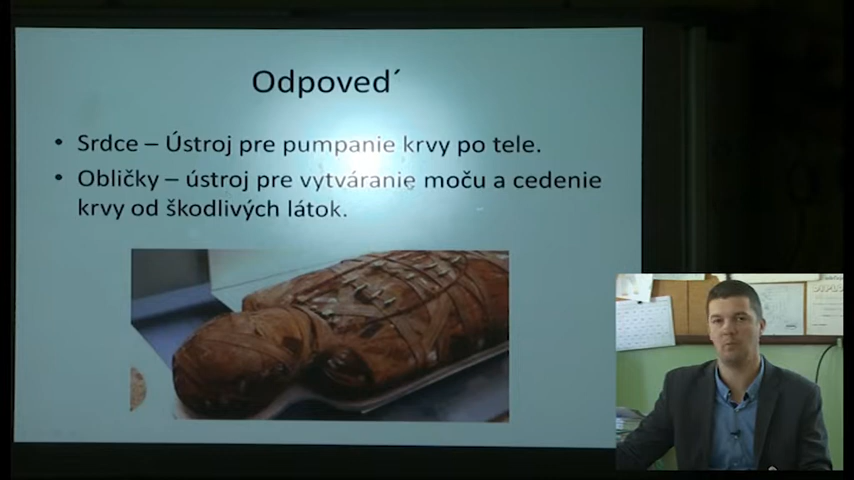 Odpoveď
• Srdce – Ústroj pre pumpanie krvy po tele.
• Obličky – ústroj pre vytváranie moču a cedenie
krvy od škodlivých látok.